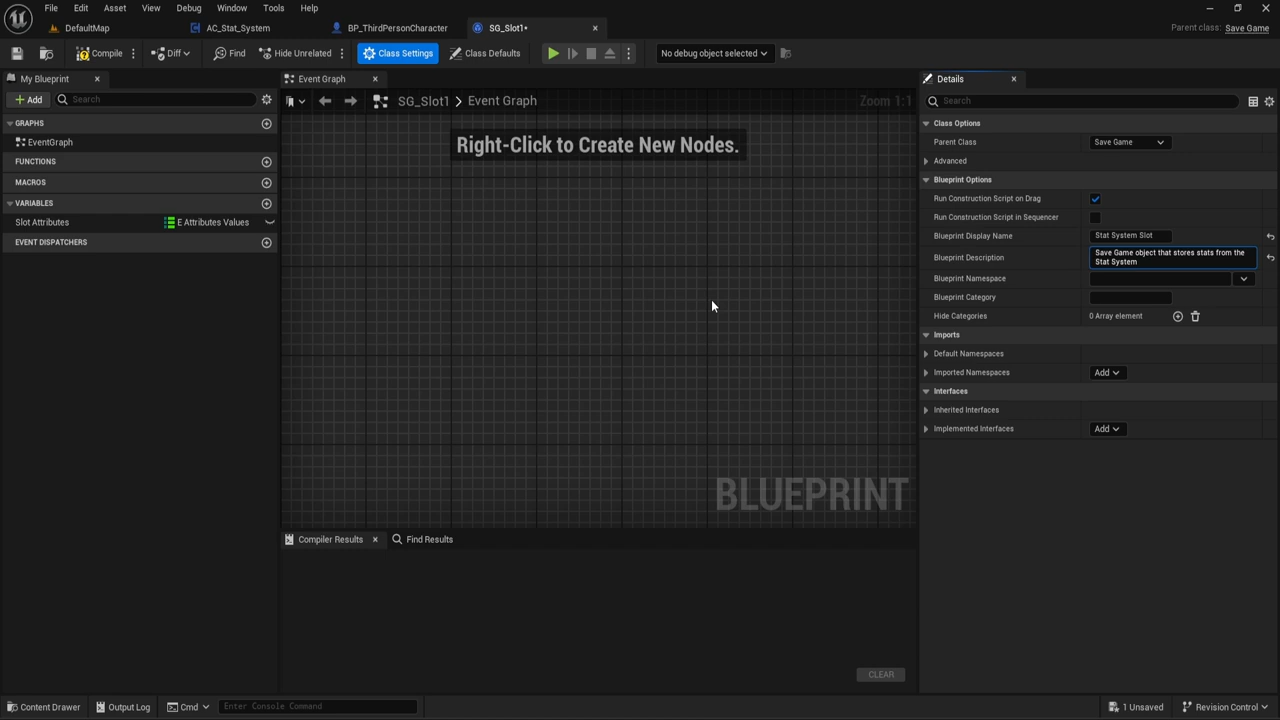 File Edit Asset View Debug Window Tools Help
DefaultMap AC_Stat_System BP_ThirdPersonCharacter SG_Slot1• Parent class: Save Game
Compile Diff Find Hide Unrelated Class Settings Class Defaults No debug object selected
My Blueprint
Add Search
GRAPHS
EventGraph
FUNCTIONS
MACROS
VARIABLES
Slot Attributes E Attributes Values
EVENT DISPATCHERS
Event Graph
SG_Slot1 > Event Graph Zoom 1:1
Right-Click to Create New Nodes.
BLUEPRINT
Compiler Results Find Results
CLEAR
Details
Search
Class Options
Parent Class Save Game
Advanced
Blueprint Options
Run Construction Script on Drag
Run Construction Script in Sequencer
Blueprint Display Name Stat System Slot
Blueprint Description Save Game object that stores stats from the
Stat System
Blueprint Namespace
Blueprint Category
Hide Categories 0 Array element
Imports
Default Namespaces
Imported Namespaces Add
Interfaces
Inherited Interfaces
Implemented Interfaces Add
Content Drawer Output Log Cmd Enter Console Command 1 Unsaved Revision Control